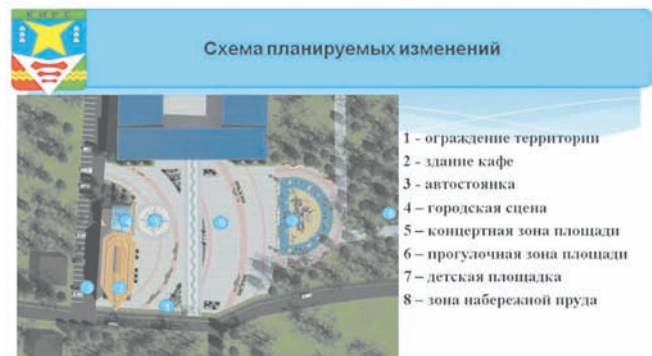 КИРС
Схема планируемых изменений
1 - ограждение территории
2 - здание кафе
3 - автостоянка
4 – городская сцена
5 – концертная зона площади
6 – прогулочная зона площади
7 – детская площадка
8 – зона набережной пруда